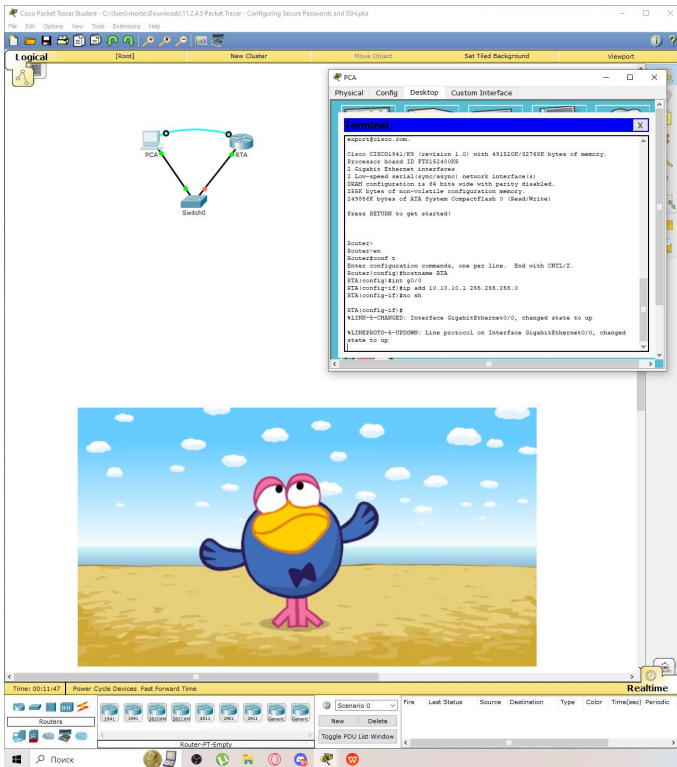 Cisco Packet Tracer Student - C:\Users\morte\Downloads\11.2.4.5 Packet Tracer - Configuring Secure Passwords and SSH.pka
File Edit Options View Tools Extensions Help
Logical [Root] New Cluster Move Object Set Tiled Background Viewport
PCA
RTA
Switch0
PCA
Physical Config Desktop Custom Interface
Terminal X
export@cisco.com.
Cisco CISCO1941/K9 (revision 1.0) with 491520K/32768K bytes of memory.
Processor board ID FTX152400KS
2 Gigabit Ethernet interfaces
2 Low-speed serial(sync/async) network interface(s)
DRAM configuration is 64 bits wide with parity disabled.
255K bytes of non-volatile configuration memory.
249856K bytes of ATA System CompactFlash 0 (Read/Write)
Press RETURN to get started!
Router>
Router>en
Router#conf t
Enter configuration commands, one per line. End with CNTL/Z.
Router(config)#hostname RTA
RTA(config)#int g0/0
RTA(config-if)#ip add 10.10.10.1 255.255.255.0
RTA(config-if)#no sh
RTA(config-if)#
%LINK-5-CHANGED: Interface GigabitEthernet0/0, changed state to up
%LINEPROTO-5-UPDOWN: Line protocol on Interface GigabitEthernet0/0, changed
state to up
Time: 00:11:47 Power Cycle Devices Fast Forward Time Realtime
Routers
1841 1941 2620XM 2621XM 2811 2901 2911 Generic Generic
Router-PT-Empty
Scenario 0
New Delete
Toggle PDU List Window
Fire Last Status Source Destination Type Color Time(sec) Periodic
Поиск